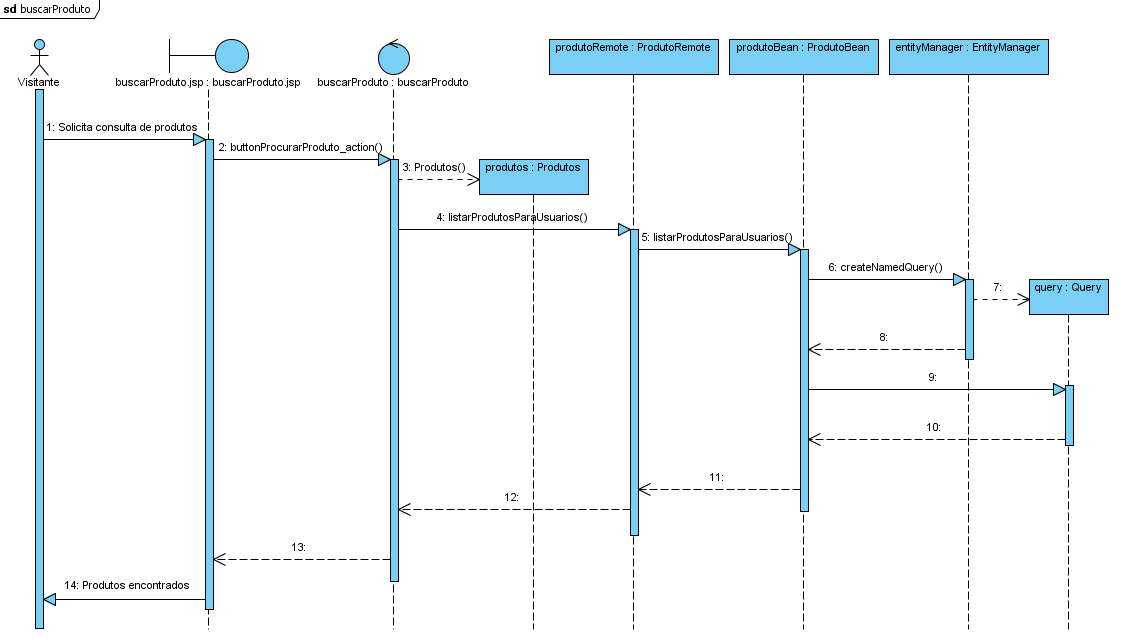 sd buscarProduto
produtoRemote : ProdutoRemote
produtoBean : ProdutoBean
entityManager : EntityManager
Visitante
buscarProduto.jsp : buscarProduto.jsp
buscarProduto : buscarProduto
1: Solicita consulta de produtos
2: buttonProcurarProduto_action()
3: Produtos()
produtos : Produtos
4: listarProdutosParaUsuarios()
5: listarProdutosParaUsuarios()
6: createNamedQuery()
7:
query : Query
8:
9:
10:
11:
12:
13:
14: Produtos encontrados